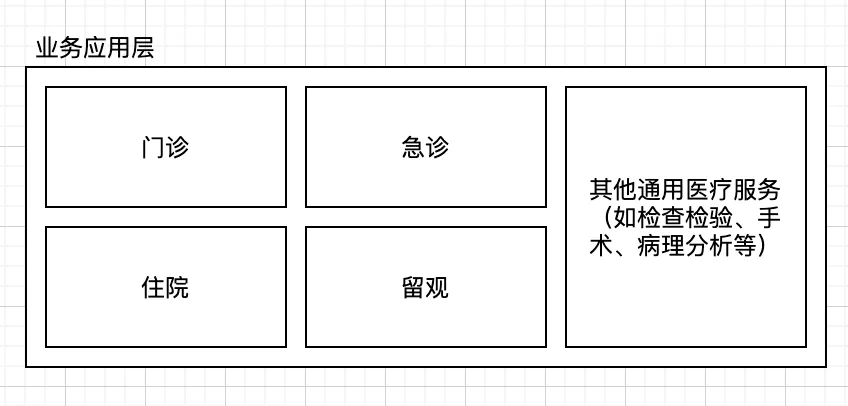 业务应用层
门诊
急诊
其他通用医疗服务
（如检查检验、手
术、病理分析等）
住院
留观